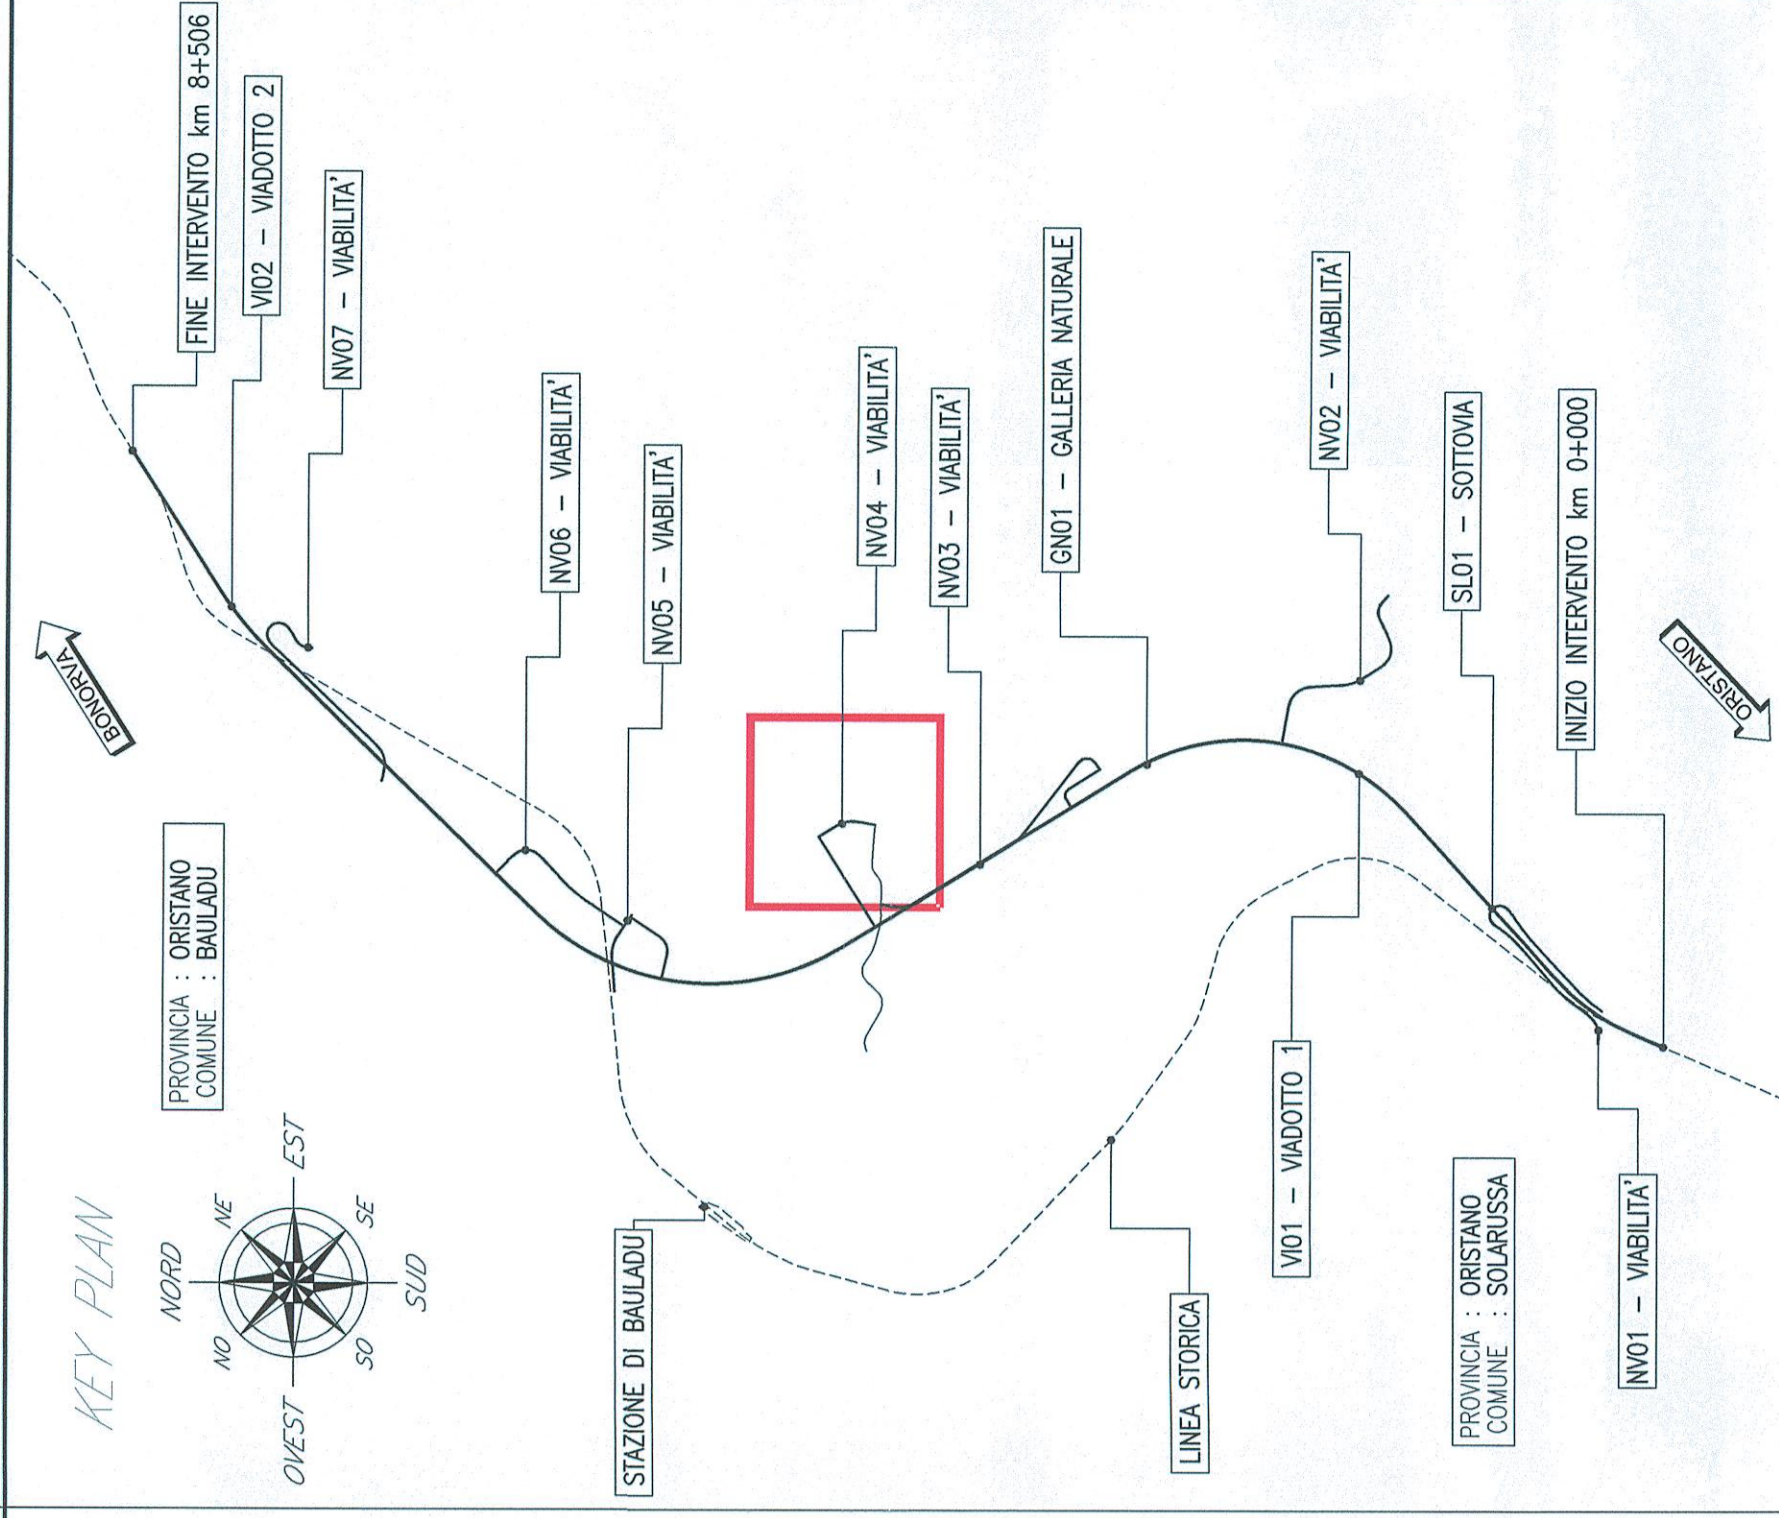 KEY PLAN
NORD
NE
EST
SE
SUD
SO
OVEST
NO
PROVINCIA : ORISTANO
COMUNE : BAULADU
BONORVA
FINE INTERVENTO km 8+506
VI02 – VIADOTTO 2
NV07 – VIABILITA'
NV06 – VIABILITA'
NV05 – VIABILITA'
STAZIONE DI BAULADU
NV04 – VIABILITA'
NV03 – VIABILITA'
GN01 – GALLERIA NATURALE
LINEA STORICA
VI01 – VIADOTTO 1
NV02 – VIABILITA'
SL01 – SOTTOVIA
PROVINCIA : ORISTANO
COMUNE : SOLARUSSA
INIZIO INTERVENTO km 0+000
NV01 – VIABILITA'
ORISTANO